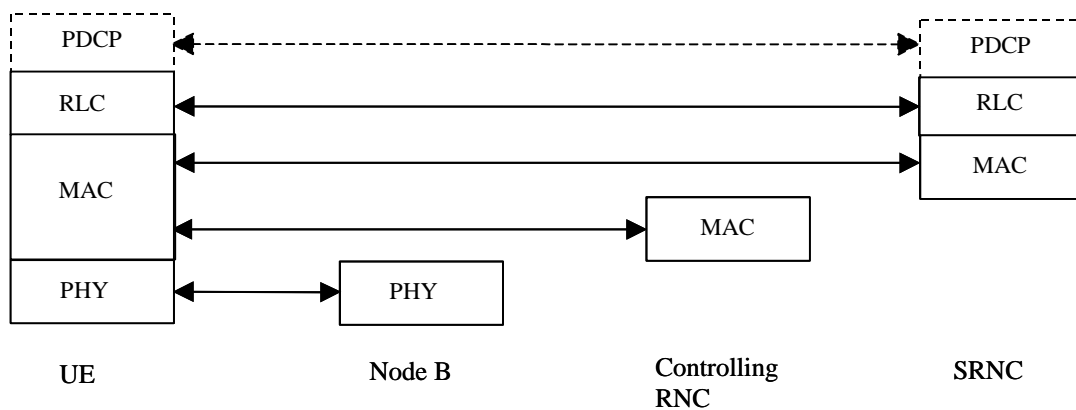 PDCP
PDCP
RLC
RLC
MAC
MAC
MAC
PHY
PHY
UE
Node B
Controlling
RNC
SRNC